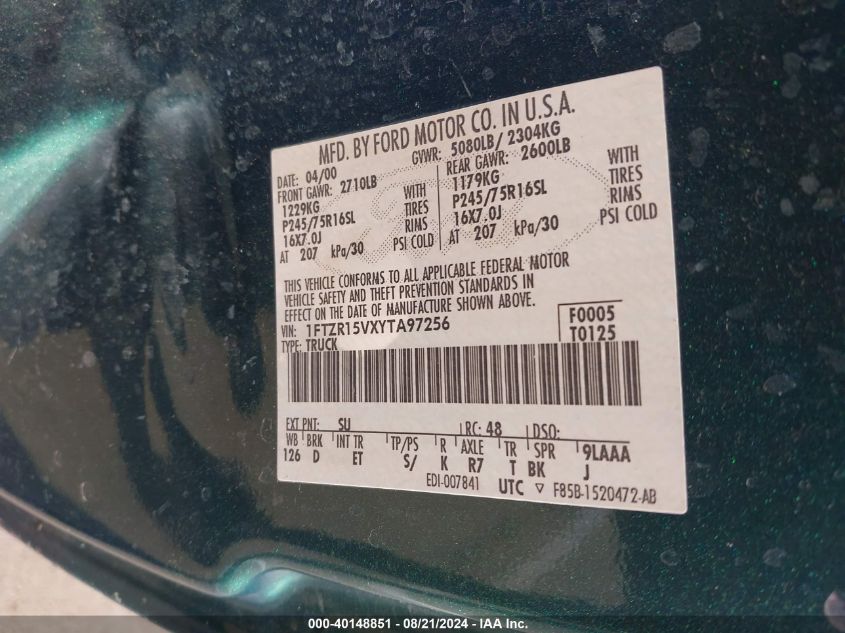 MFD. BY FORD MOTOR CO. IN U.S.A.
DATE: 04/00 GVWR: 5080LB/ 2304KG
FRONT GAWR: 2710LB REAR GAWR: 2600LB
1229KG WITH 1179KG WITH
P245/75R16SL TIRES P245/75R16SL TIRES
16X7.0J RIMS 16X7.0J RIMS
AT 207 kPa/30 PSI COLD AT 207 kPa/30 PSI COLD
THIS VEHICLE CONFORMS TO ALL APPLICABLE FEDERAL MOTOR
VEHICLE SAFETY AND THEFT PREVENTION STANDARDS IN
EFFECT ON THE DATE OF MANUFACTURE SHOWN ABOVE.
VIN: 1FTZR15VXYTA97256 F0005
TYPE: TRUCK T0125
EXT PNT: SU RC: 48 DSO:
WB BRK INT TR TP/PS R AXLE TR SPR 9LAAA
126 D ET S/ K R7 T BK J
EDI-007841 UTC ▽ F85B-1520472-AB
000-40148851 - 08/21/2024 - IAA Inc.